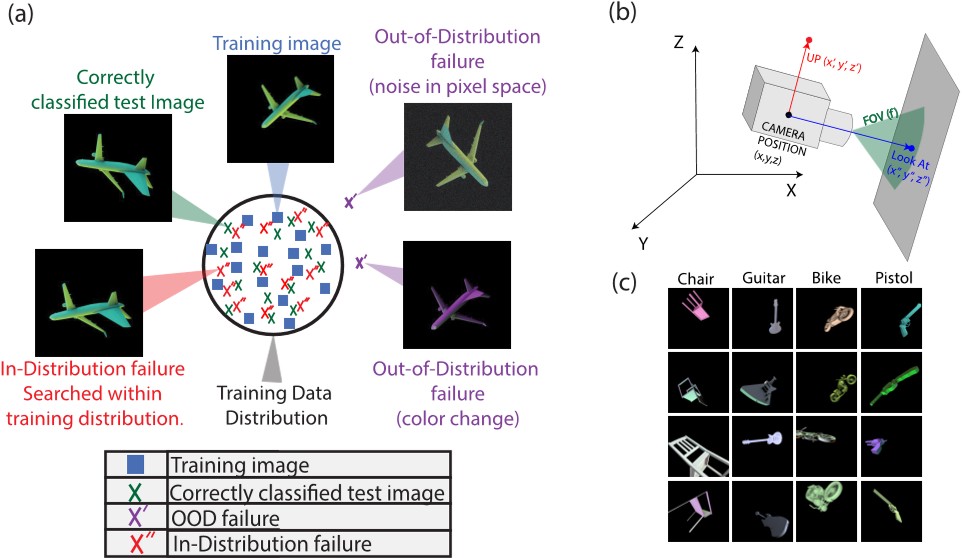 (a)
Training image
Correctly
classified test Image
Out-of-Distribution
failure
(noise in pixel space)
X'
X'
X"
X"
X"
X"
X"
X"
X"
X"
X"
X"
X"
In-Distribution failure
Searched within
training distribution.
Training Data
Distribution
Out-of-Distribution
failure
(color change)
Training image
X Correctly classified test image
X' OOD failure
X" In-Distribution failure
(b)
Z
UP (x', y', z')
CAMERA
POSITION
(x,y,z)
FOV (f)
Look At
(x", y", z")
X
Y
(c)
Chair Guitar Bike Pistol